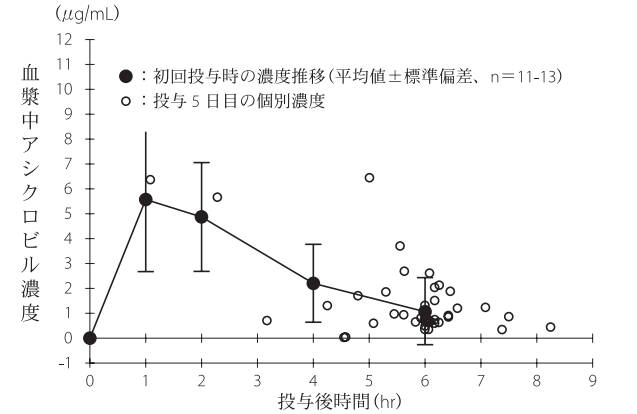 (μg/mL)
12
11
10
9
8
7
6
5
4
3
2
1
0
-1
血漿中アシクロビル濃度
●：初回投与時の濃度推移（平均値±標準偏差、n＝11-13）
○：投与5日目の個別濃度
0 1 2 3 4 5 6 7 8 9
投与後時間（hr）